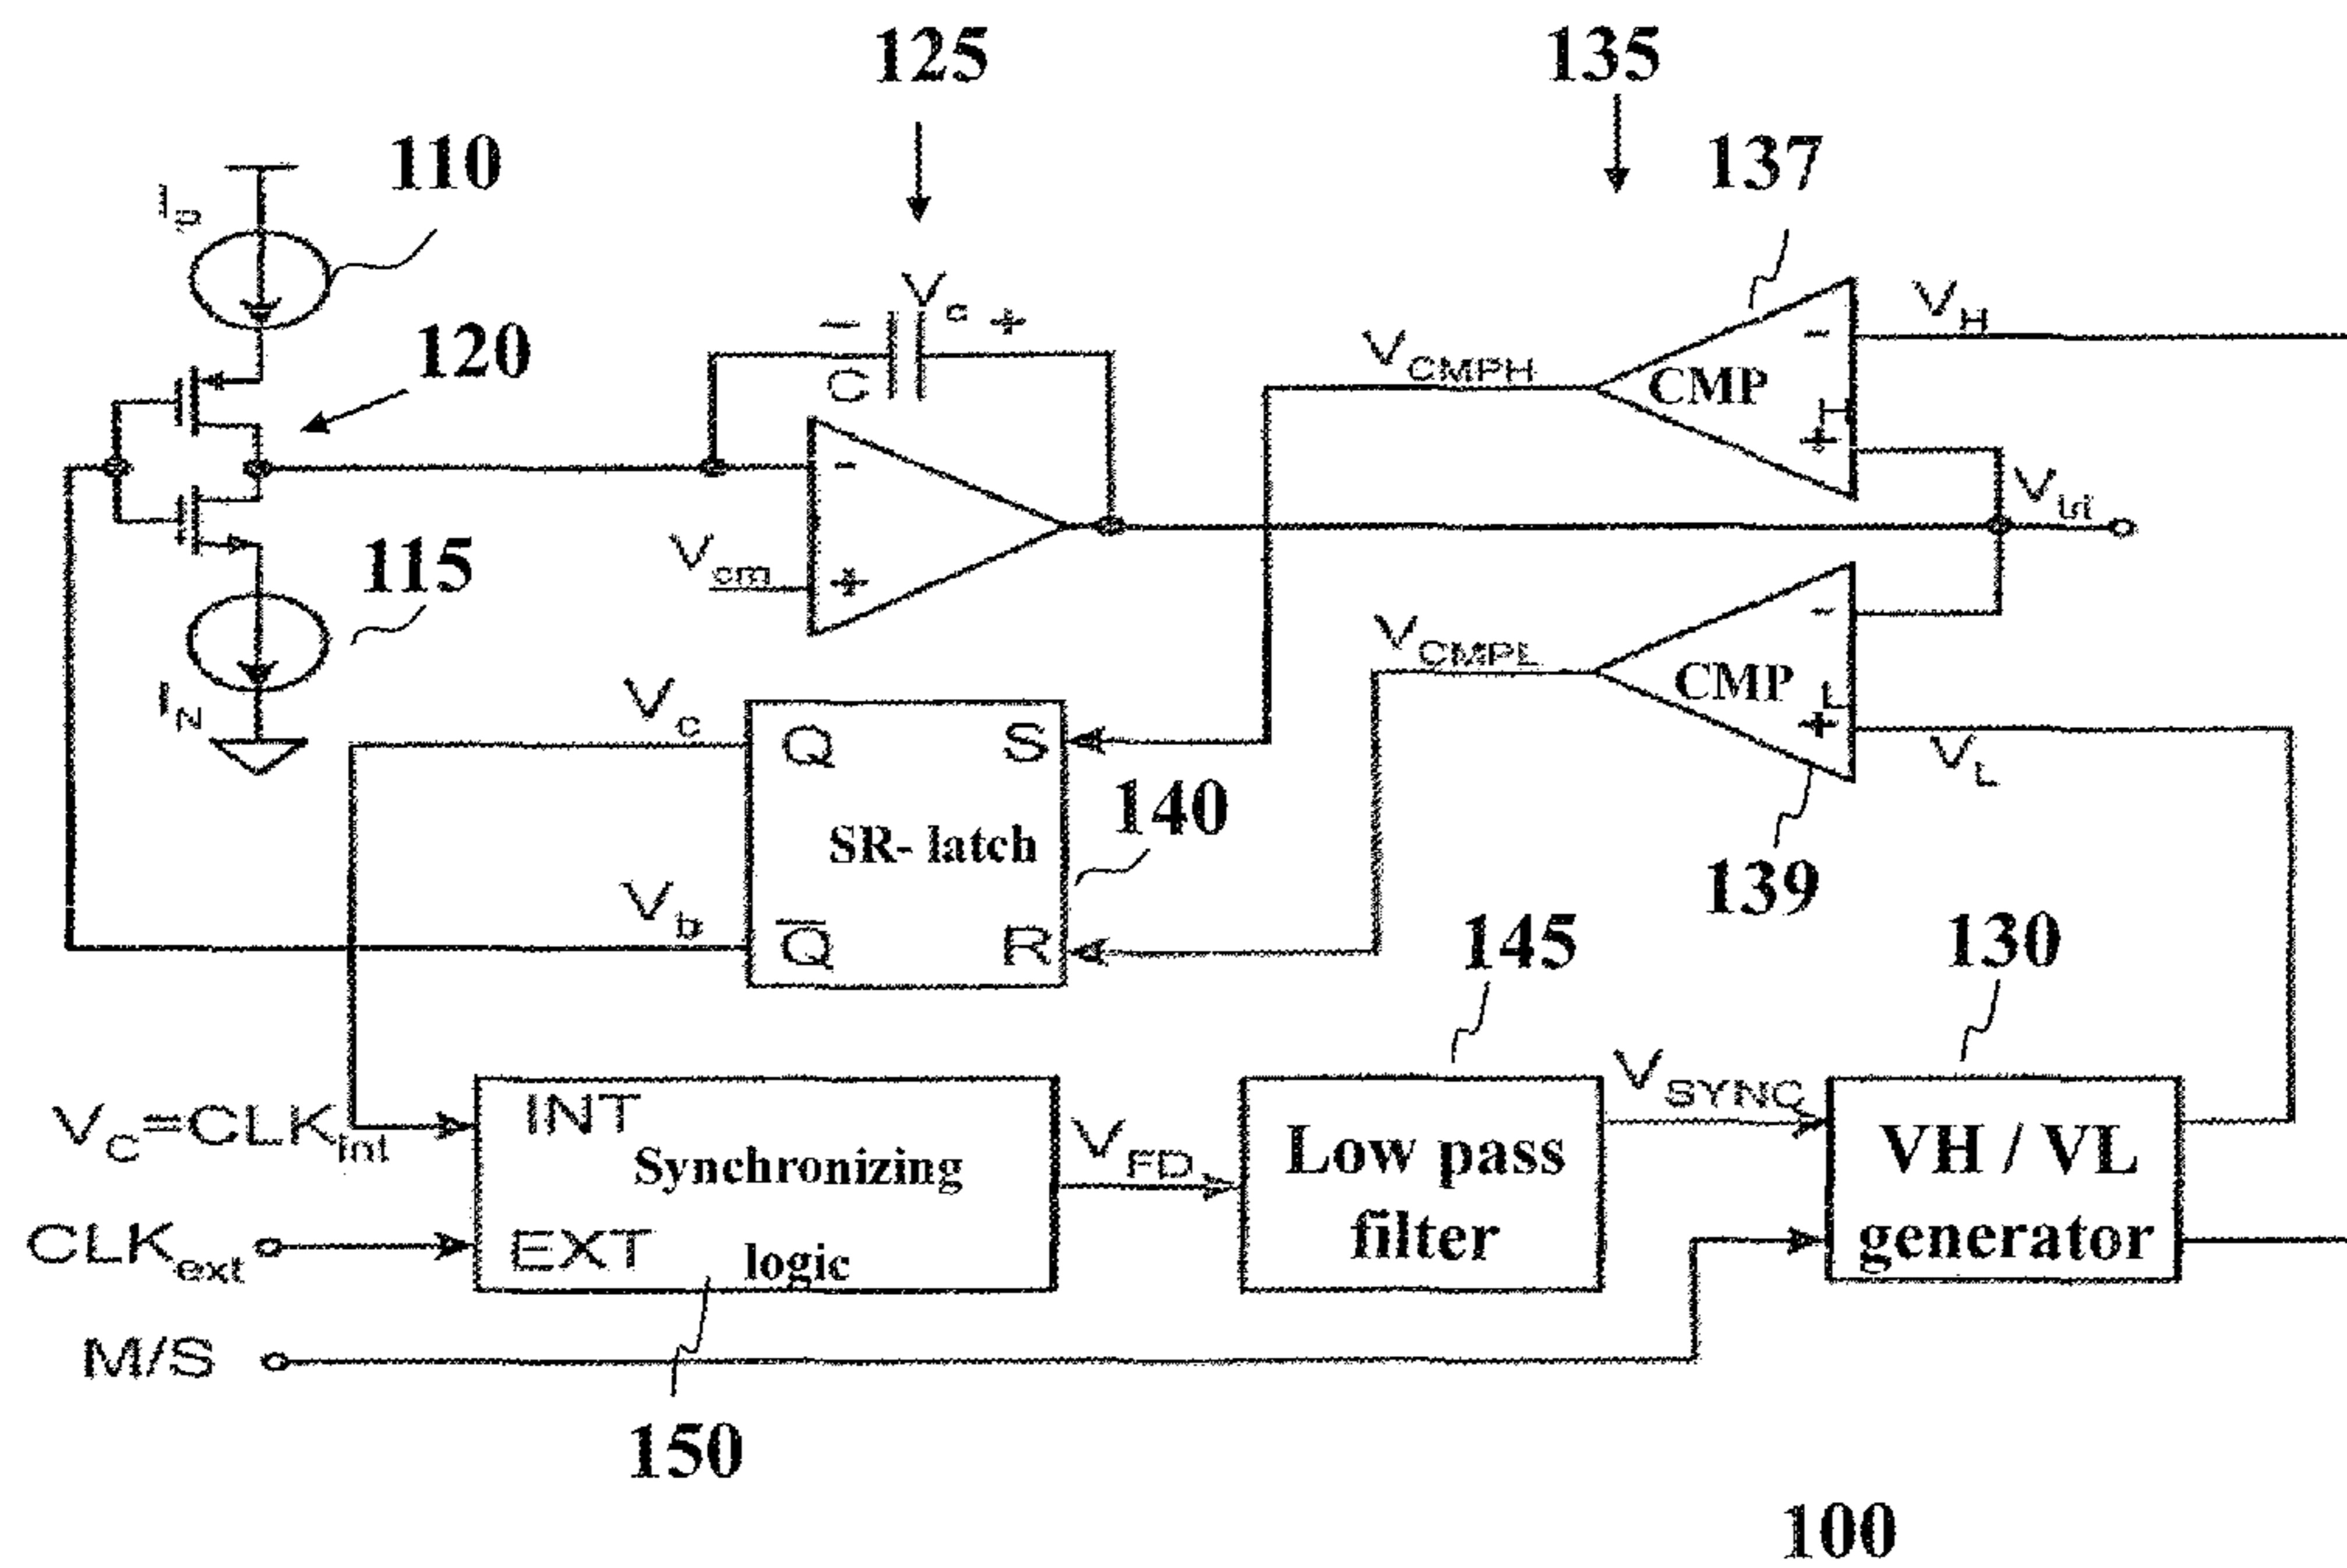 125
135
110
137
I_p
V_c
- +
V_H
120
V_CMPH
-
CMP
H
C
+
-
V_tri
V_cm
+
115
V_CMPL
-
CMP
L
+
I_N
V_c
Q
S
V_L
140
SR- latch
139
V_b
Q̅
R
145
130
V_C=CLK_int
INT
Synchronizing
V_FD
Low pass
filter
V_SYNC
VH / VL
generator
CLK_ext
EXT
logic
M/S
150
100